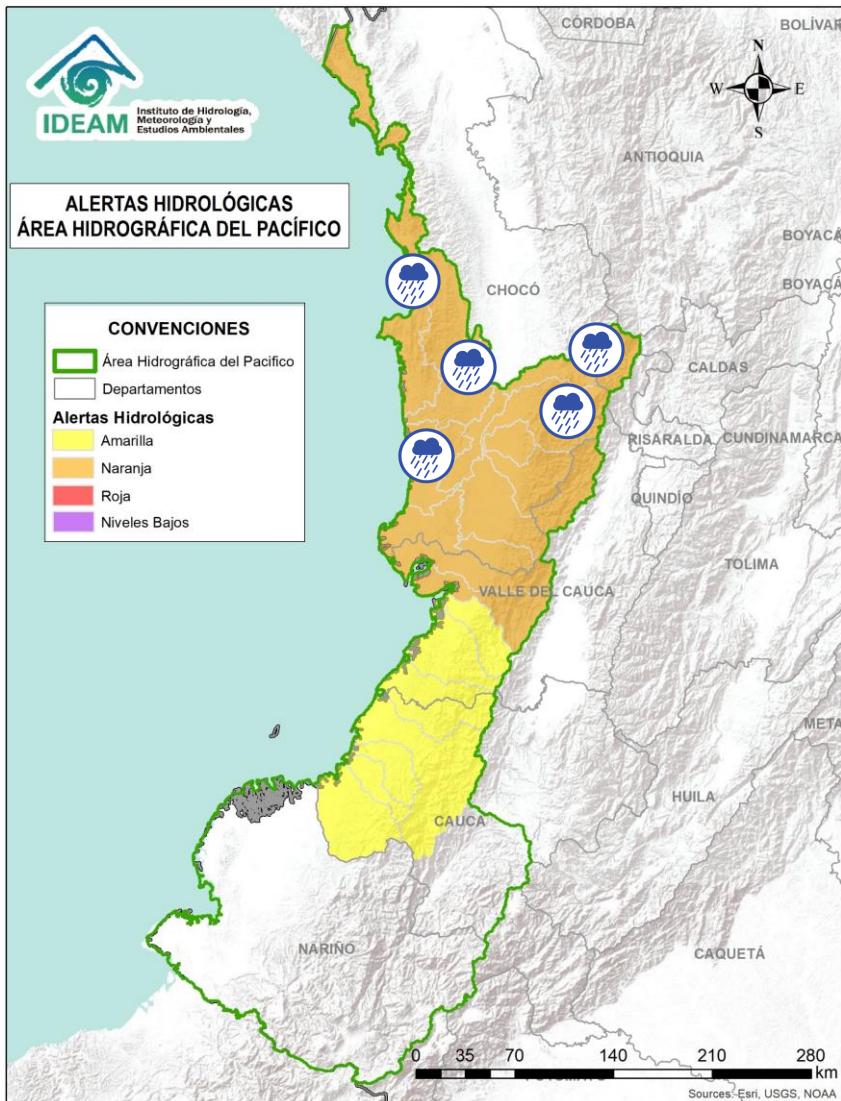 CÓRDOBA
BOLÍVAR
N
W
E
S
IDEAM
Instituto de Hidrología,
Meteorología y
Estudios Ambientales
ANTIOQUIA
ALERTAS HIDROLÓGICAS
ÁREA HIDROGRÁFICA DEL PACÍFICO
BOYACÁ
BOYACÁ
CHOCÓ
CONVENCIONES
Área Hidrográfica del Pacifico
Departamentos
Alertas Hidrológicas
Amarilla
Naranja
Roja
Niveles Bajos
CALDAS
RISARALDA
CUNDINAMARCA
QUINDÍO
TOLIMA
VALLE DEL CAUCA
META
HUILA
CAUCA
NARIÑO
CAQUETÁ
0 35 70 140 210 280
km
Sources: Esri, USGS, NOAA